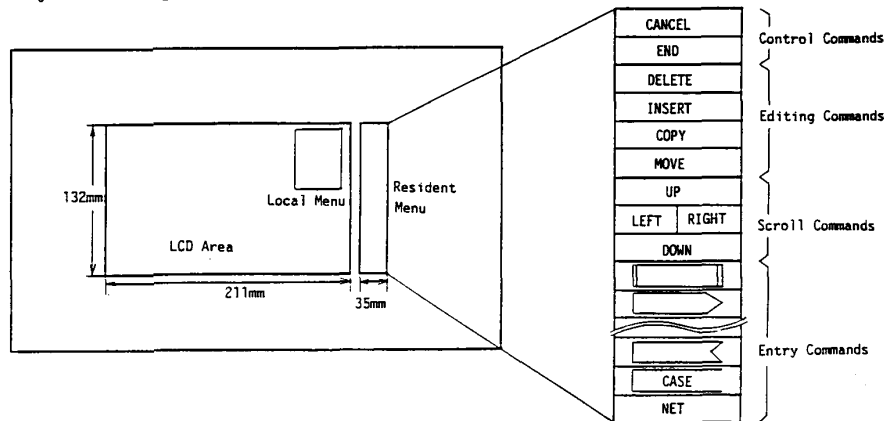 CANCEL
END
Control Commands
DELETE
INSERT
COPY
MOVE
Editing Commands
UP
LEFT RIGHT
DOWN
Scroll Commands
CASE
NET
Entry Commands
132mm
Local Menu
Resident
Menu
LCD Area
211mm
35mm